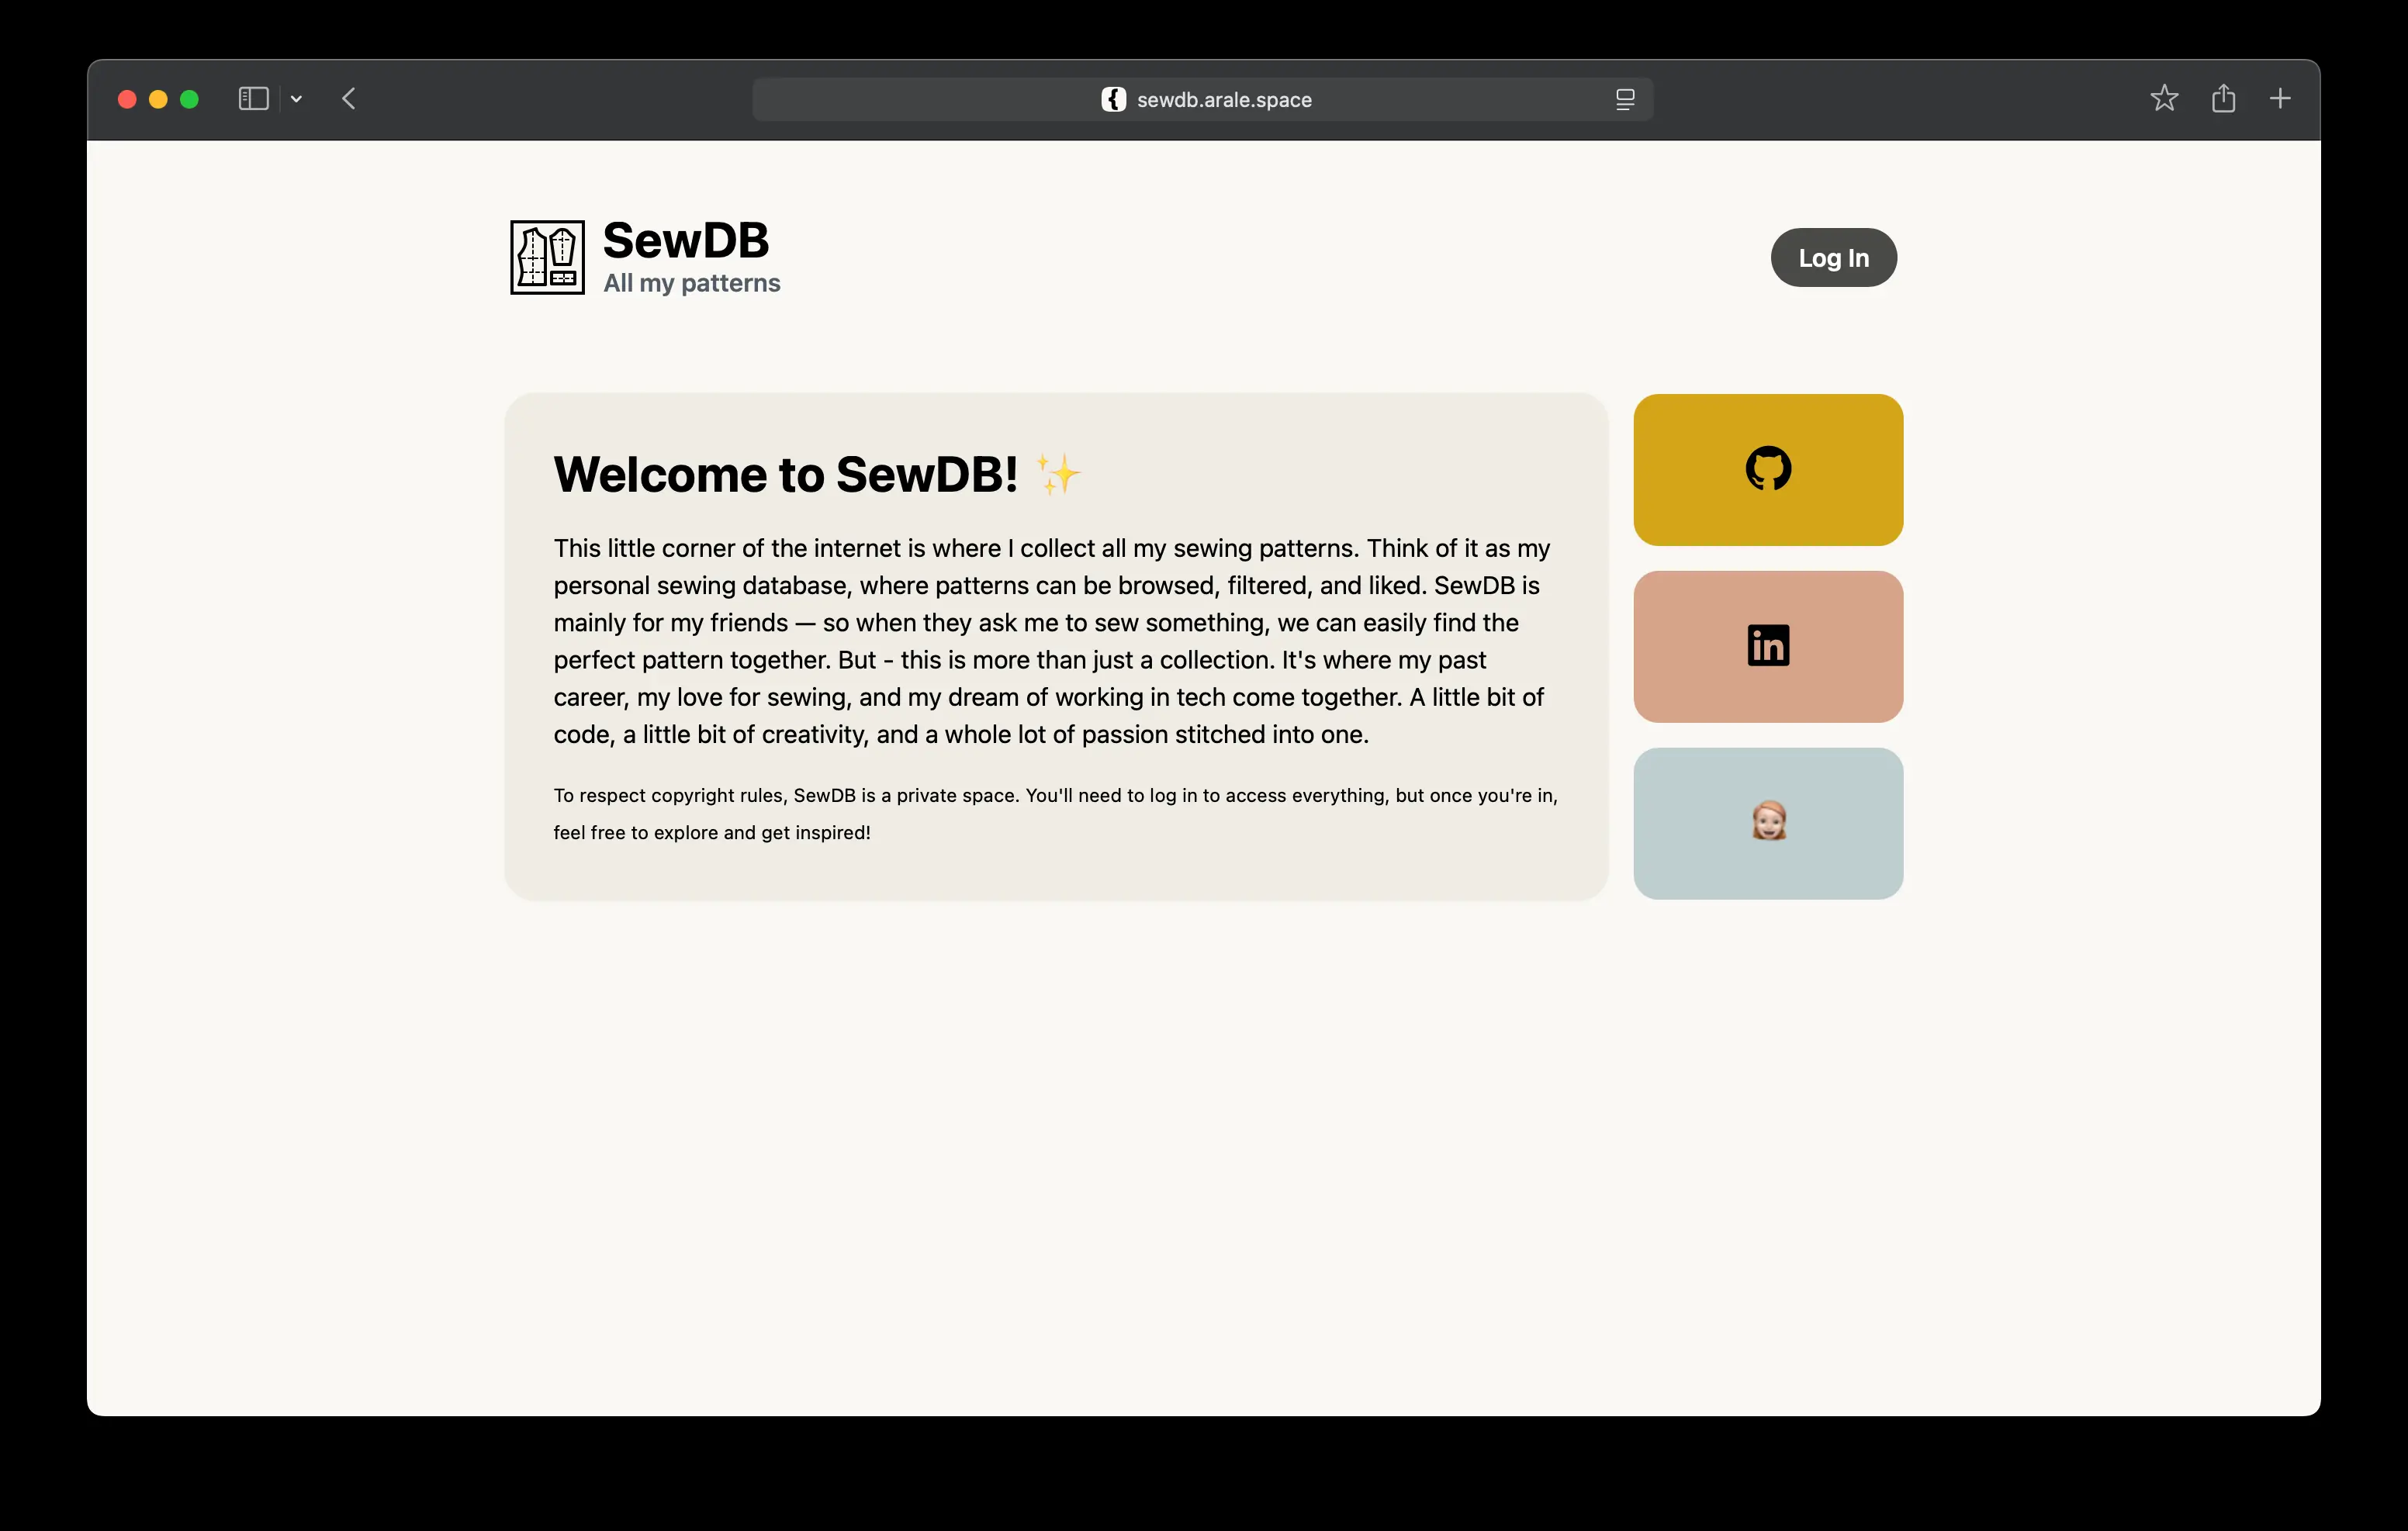 sewdb.arale.space
SewDB
All my patterns
Log In
Welcome to SewDB! ✨
This little corner of the internet is where I collect all my sewing patterns. Think of it as my
personal sewing database, where patterns can be browsed, filtered, and liked. SewDB is
mainly for my friends — so when they ask me to sew something, we can easily find the
perfect pattern together. But - this is more than just a collection. It's where my past
career, my love for sewing, and my dream of working in tech come together. A little bit of
code, a little bit of creativity, and a whole lot of passion stitched into one.
To respect copyright rules, SewDB is a private space. You'll need to log in to access everything, but once you're in,
feel free to explore and get inspired!
in